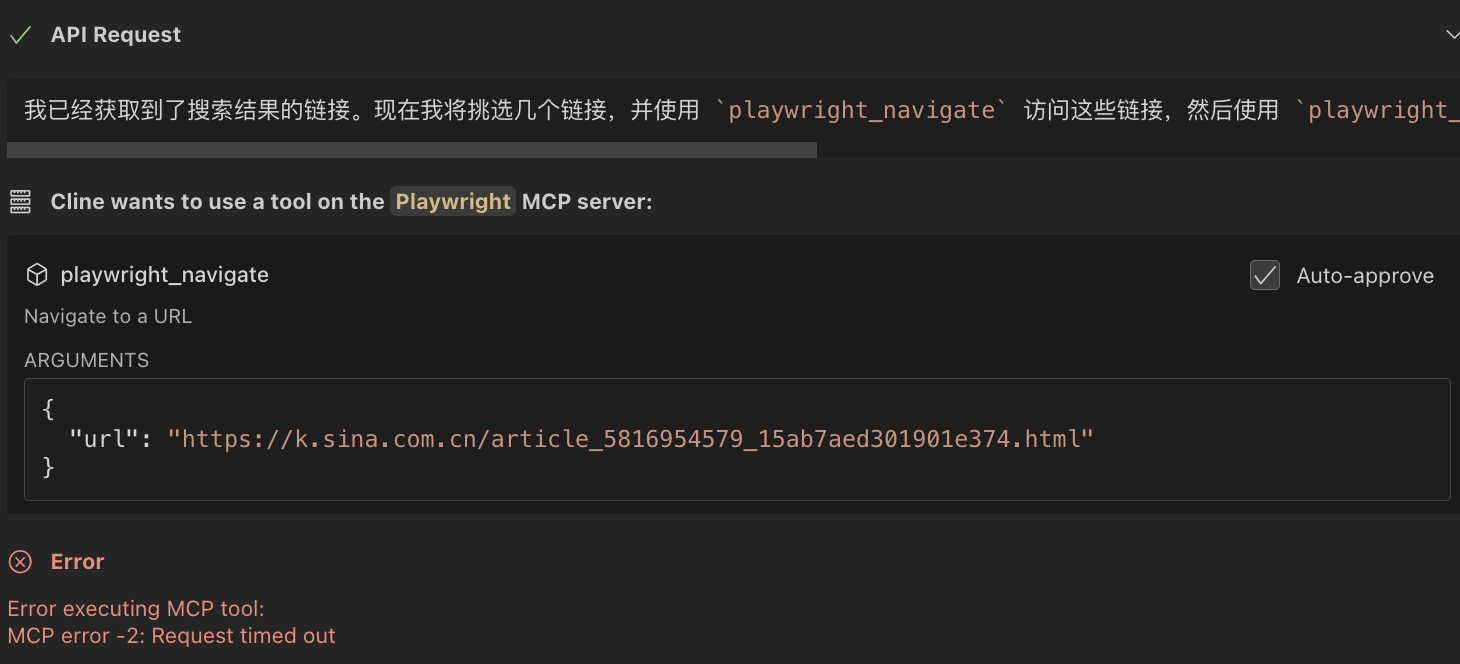 API Request
我已经获取到了搜索结果的链接。现在我将挑选几个链接，并使用 `playwright_navigate` 访问这些链接，然后使用 `playwright_
Cline wants to use a tool on the Playwright MCP server:
playwright_navigate
Auto-approve
Navigate to a URL
ARGUMENTS
{
"url": "https://k.sina.com.cn/article_5816954579_15ab7aed301901e374.html"
}
Error
Error executing MCP tool:
MCP error -2: Request timed out